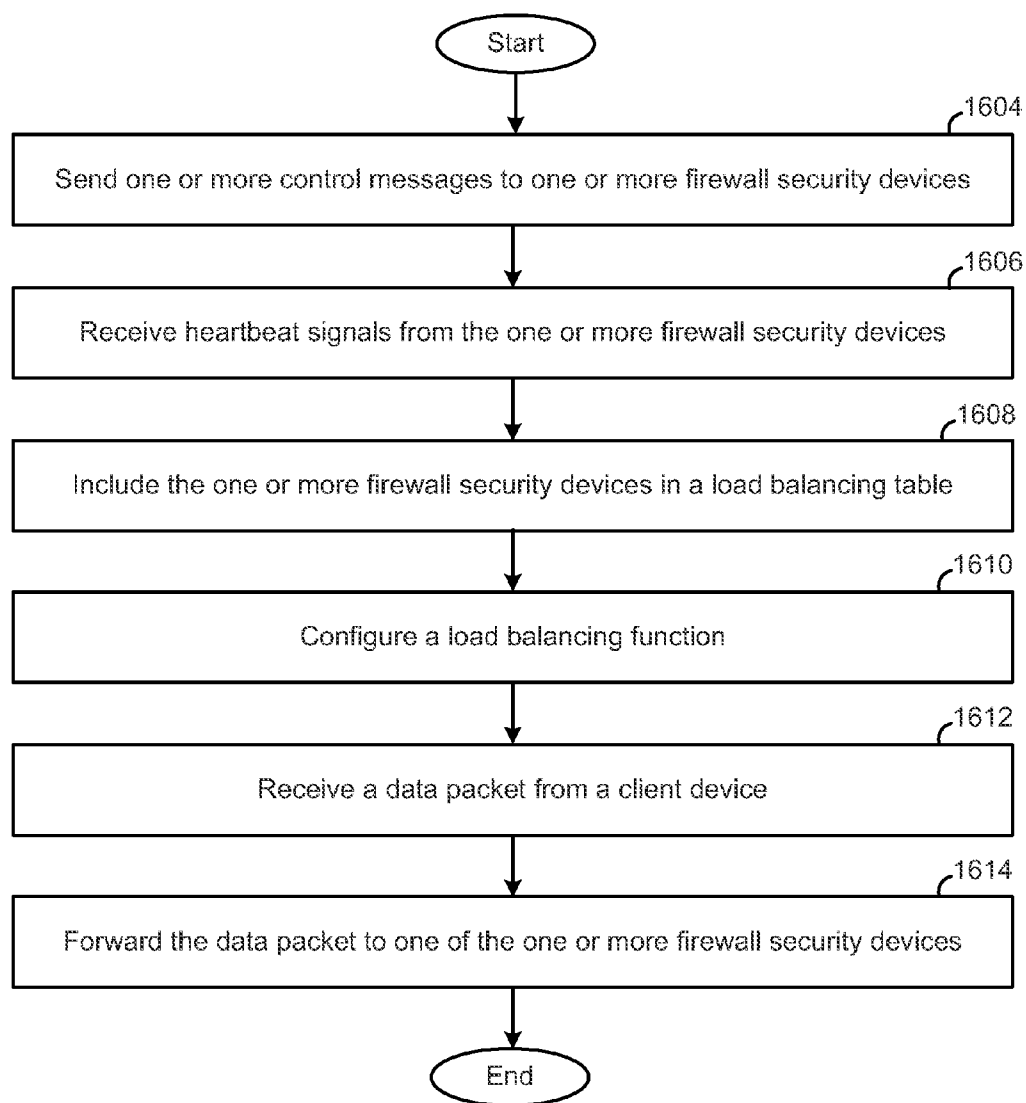 Start
1604
Send one or more control messages to one or more firewall security devices
1606
Receive heartbeat signals from the one or more firewall security devices
1608
Include the one or more firewall security devices in a load balancing table
1610
Configure a load balancing function
1612
Receive a data packet from a client device
1614
Forward the data packet to one of the one or more firewall security devices
End